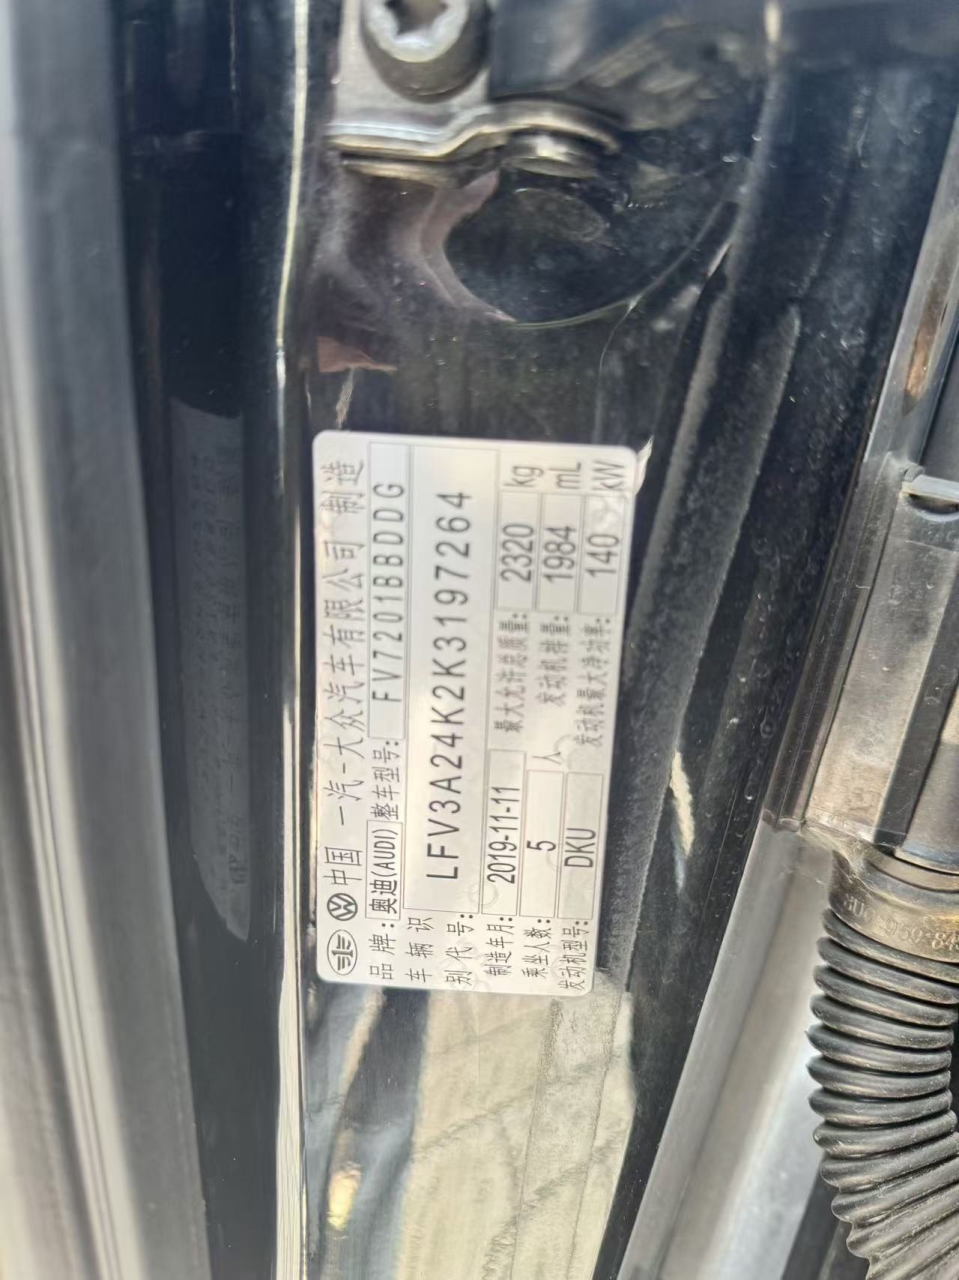 中国 一汽-大众汽车有限公司 制造
品牌: 奥迪(AUDI) 整车型号: FV7201BBDDG
车辆识别代号: LFV3A24K2K3197264
制造年月: 2019-11-11 最大允许总质量: 2320 kg
乘坐人数: 5 人 发动机排量: 1984 mL
发动机型号: DKU 发动机最大净功率: 140 kW